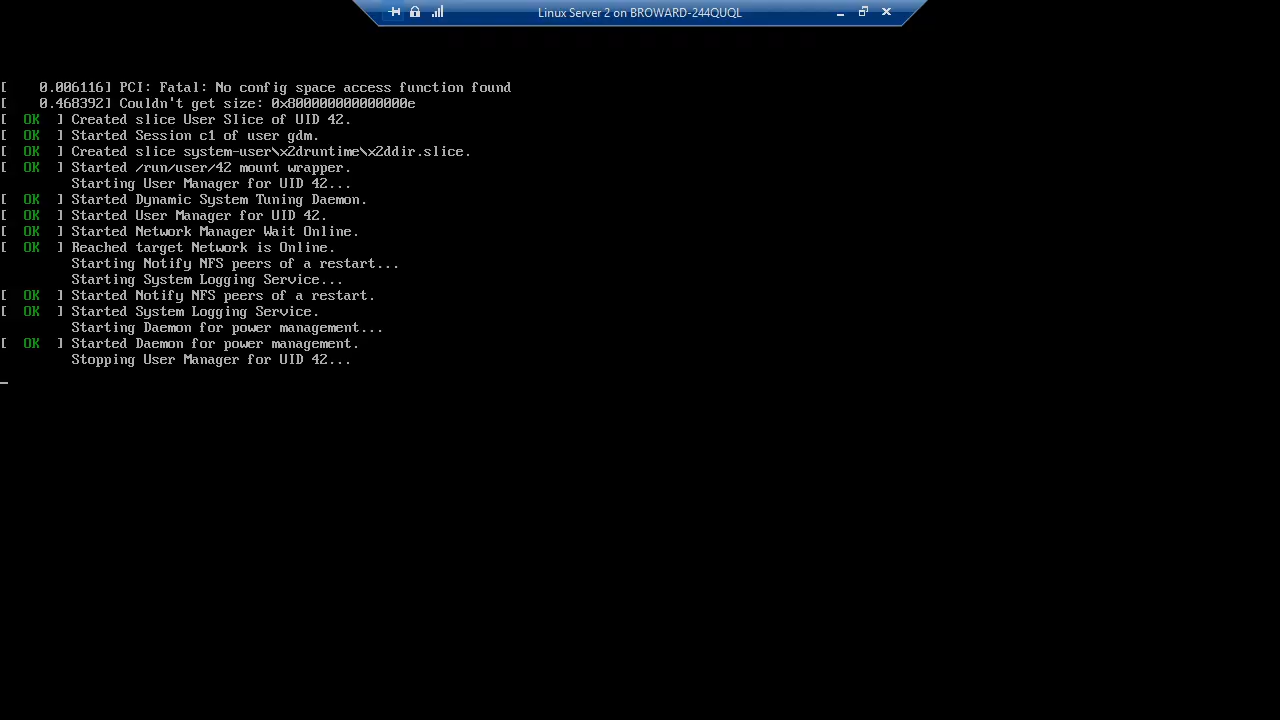 Linux Server 2 on BROWARD-244QUQL
[    0.006116] PCI: Fatal: No config space access function found
[    0.468392] Couldn't get size: 0x800000000000000e
[  OK  ] Created slice User Slice of UID 42.
[  OK  ] Started Session c1 of user gdm.
[  OK  ] Created slice system-user\x2druntime\x2ddir.slice.
[  OK  ] Started /run/user/42 mount wrapper.
         Starting User Manager for UID 42...
[  OK  ] Started Dynamic System Tuning Daemon.
[  OK  ] Started User Manager for UID 42.
[  OK  ] Started Network Manager Wait Online.
[  OK  ] Reached target Network is Online.
         Starting Notify NFS peers of a restart...
         Starting System Logging Service...
[  OK  ] Started Notify NFS peers of a restart.
[  OK  ] Started System Logging Service.
         Starting Daemon for power management...
[  OK  ] Started Daemon for power management.
         Stopping User Manager for UID 42...